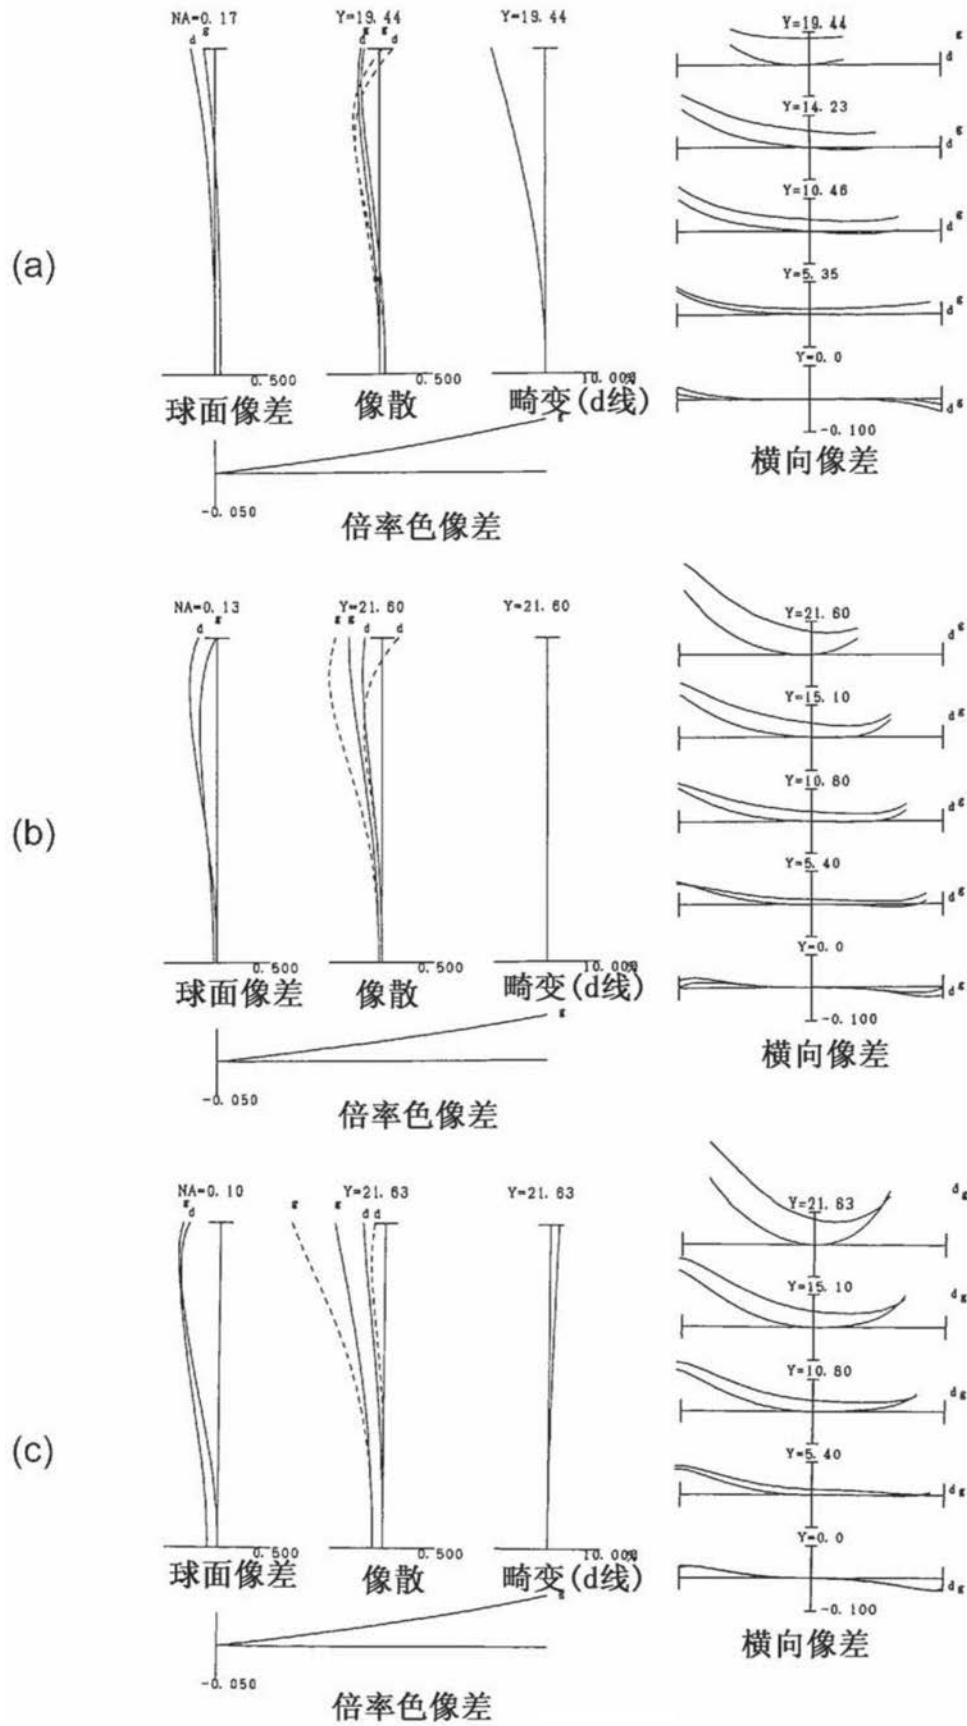 (a)
NA=0.17
d g
0.500
球面像差
Y=19.44
d g g d
0.500
像散
Y=19.44
10.000%
畸变(d线)
g
-0.050
倍率色像差
Y=19.44
d g
Y=14.23
d g
Y=10.46
d g
Y=5.35
d g
Y=0.0
d g
-0.100
横向像差
(b)
NA=0.13
d g
0.500
球面像差
Y=21.60
g g d d
0.500
像散
Y=21.60
10.000%
畸变(d线)
g
-0.050
倍率色像差
Y=21.60
d g
Y=15.10
d g
Y=10.80
d g
Y=5.40
d g
Y=0.0
d g
-0.100
横向像差
(c)
NA=0.10
g d
0.500
球面像差
Y=21.63
g g d d
0.500
像散
Y=21.63
10.000%
畸变(d线)
g
-0.050
倍率色像差
Y=21.63
d g
Y=15.10
d g
Y=10.80
d g
Y=5.40
d g
Y=0.0
d g
-0.100
横向像差